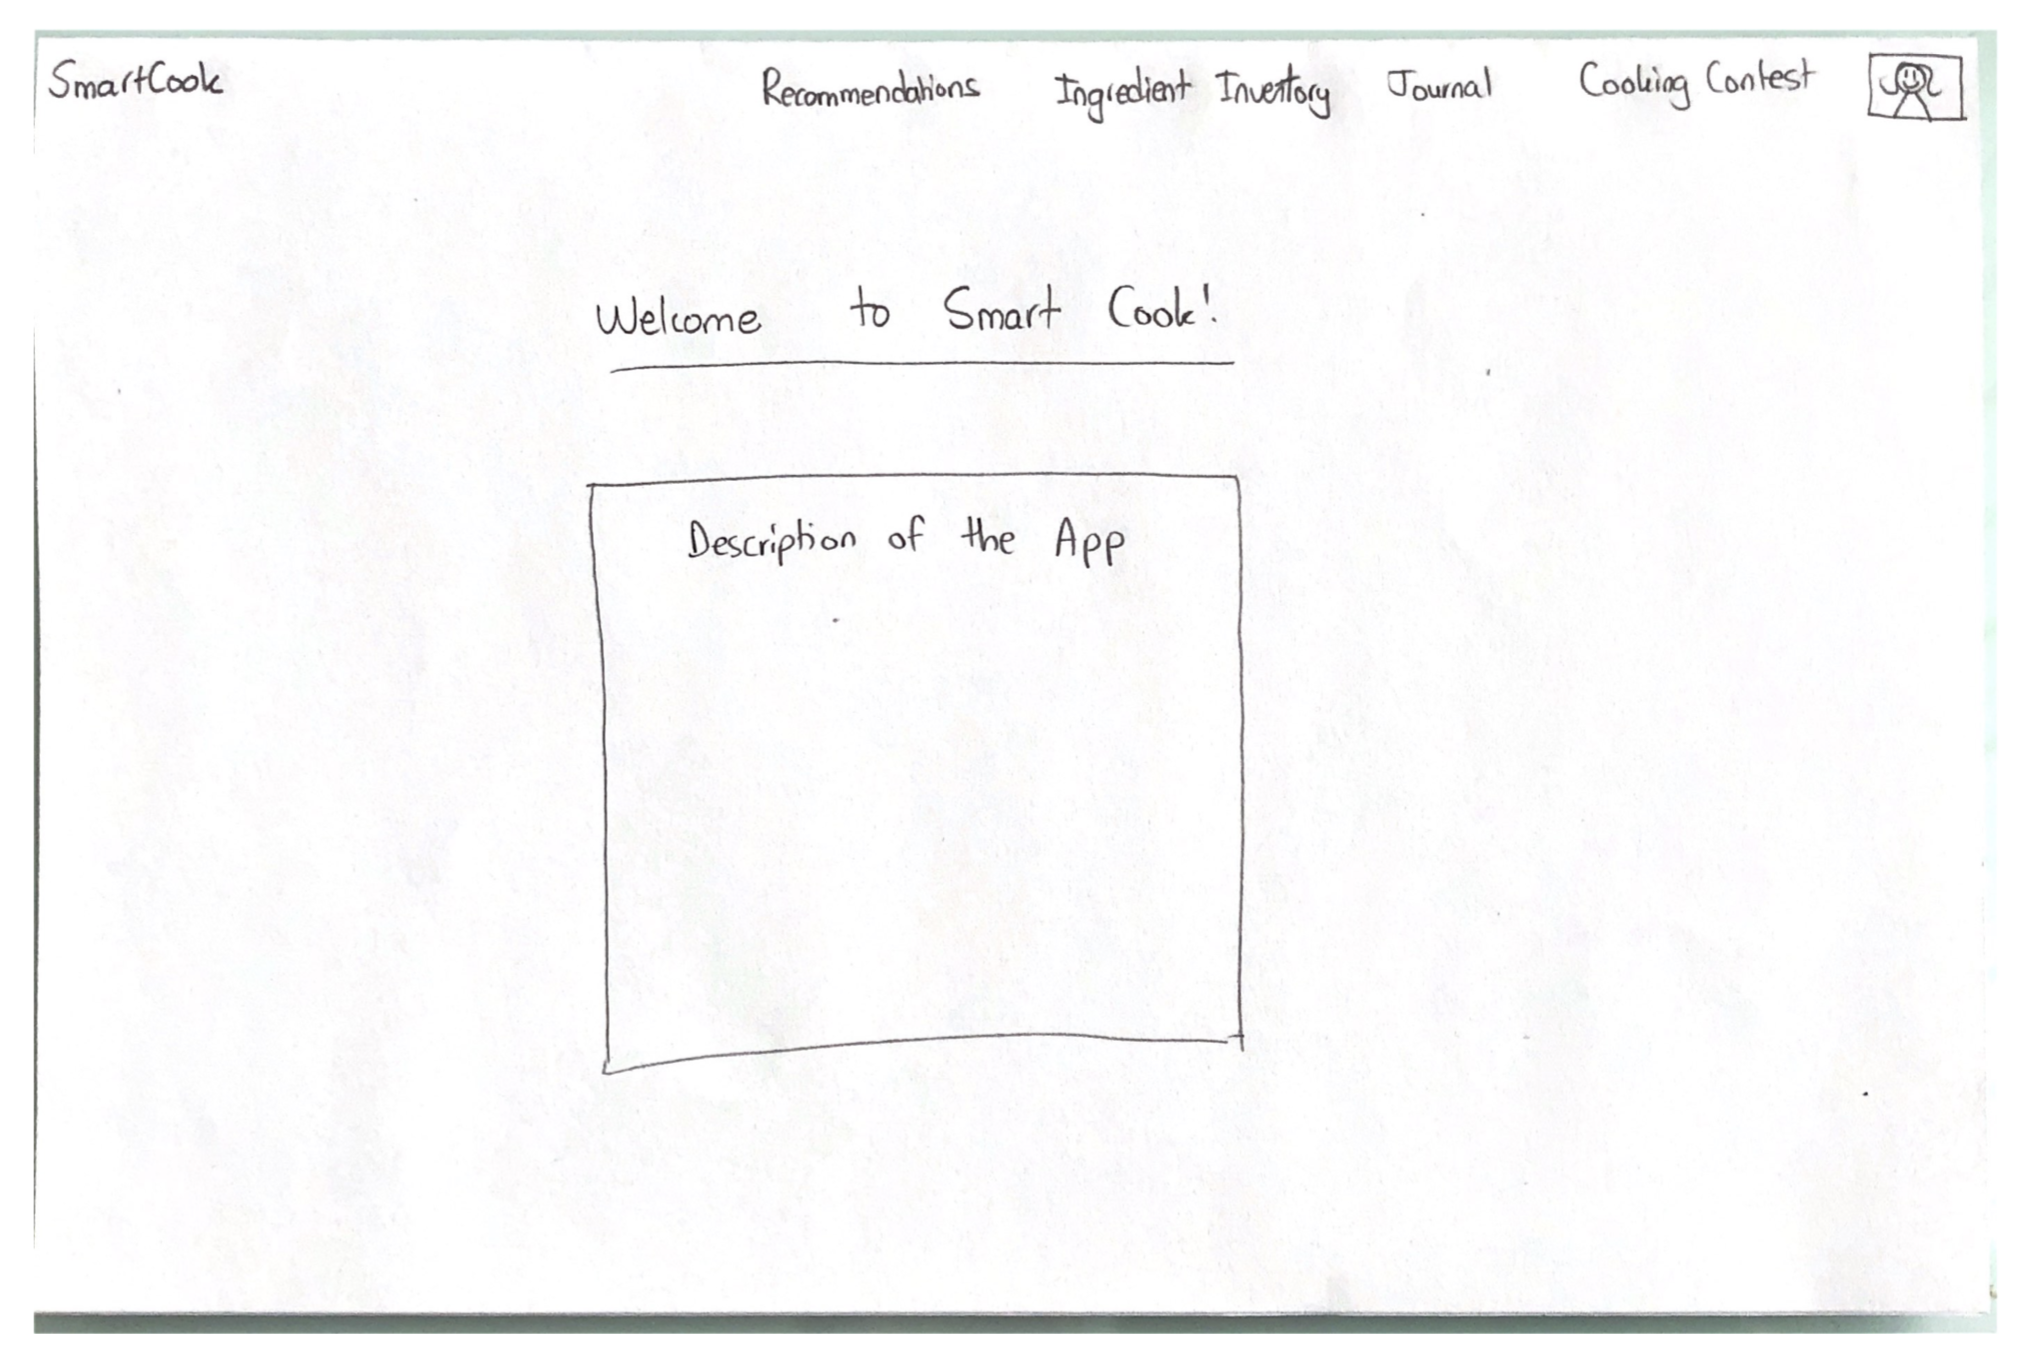 SmartCook Recommendations Ingredient Inventory Journal Cooking Contest
Welcome to Smart Cook!
Description of the App